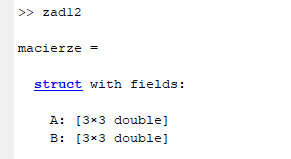 >> zad12
macierze =
struct with fields:
A: [3×3 double]
B: [3×3 double]